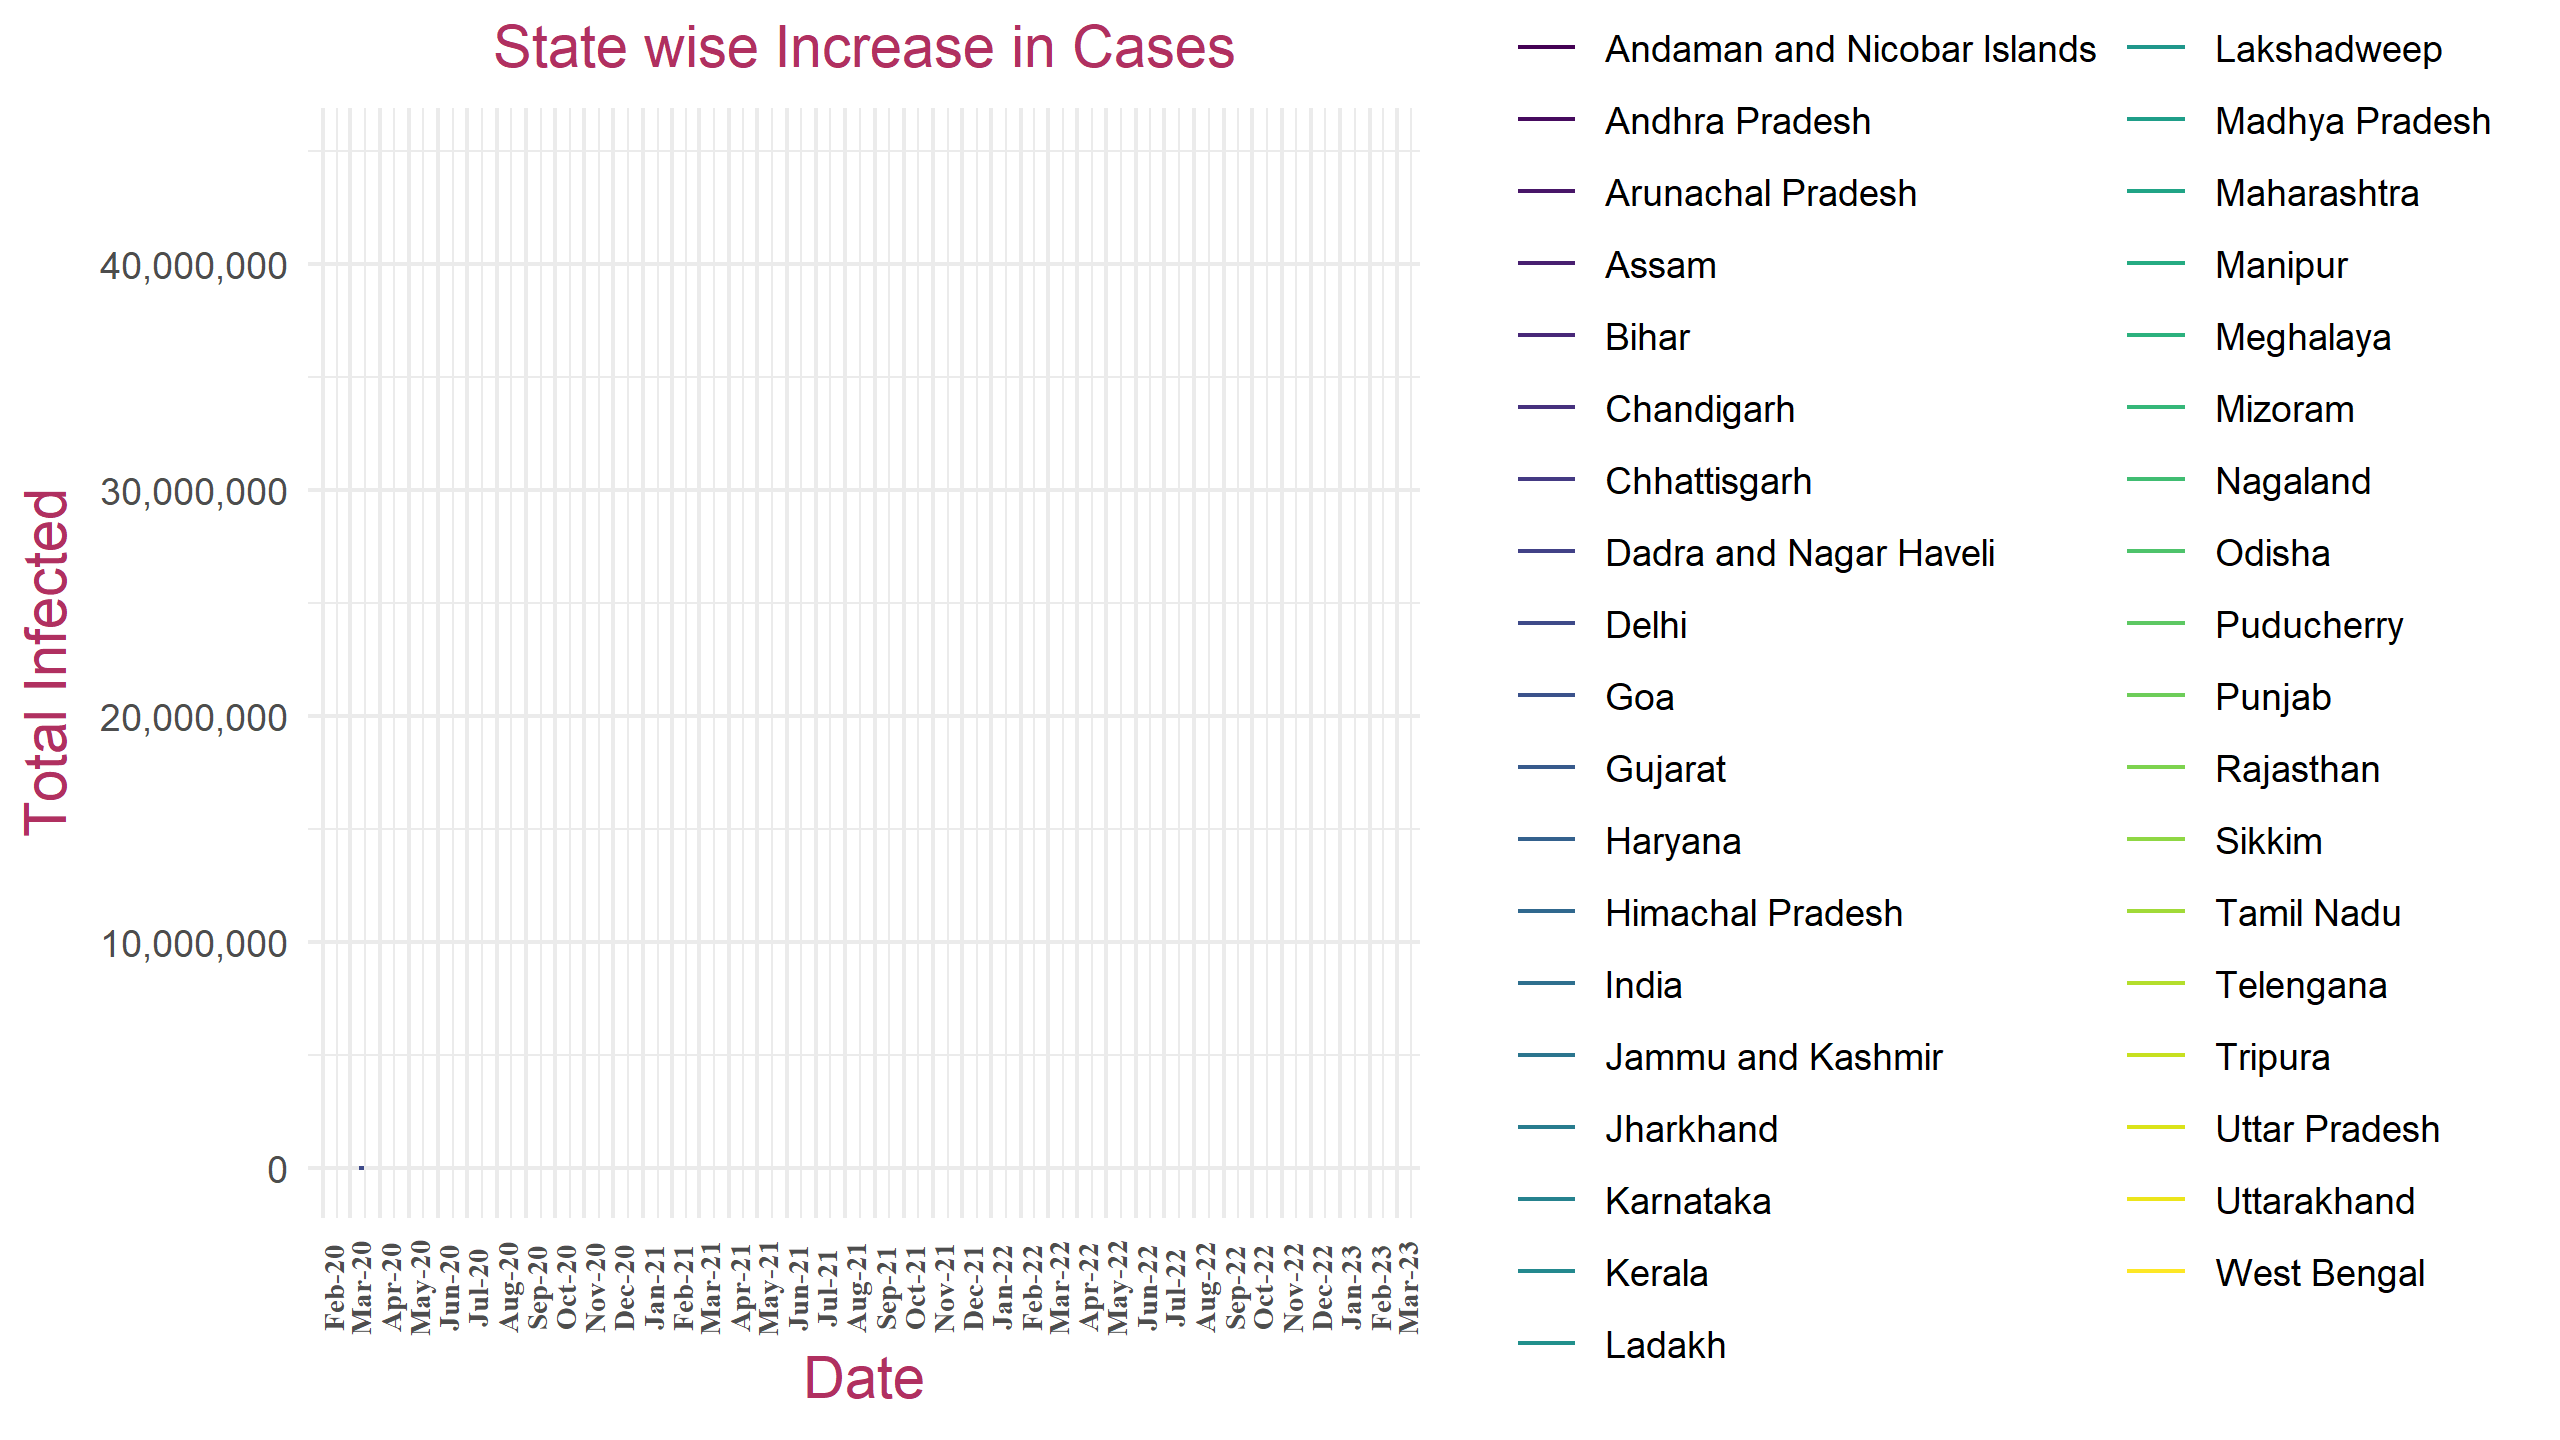 State wise Increase in Cases
Total Infected
40,000,000
30,000,000
20,000,000
10,000,000
0
Feb-20
Mar-20
Apr-20
May-20
Jun-20
Jul-20
Aug-20
Sep-20
Oct-20
Nov-20
Dec-20
Jan-21
Feb-21
Mar-21
Apr-21
May-21
Jun-21
Jul-21
Aug-21
Sep-21
Oct-21
Nov-21
Dec-21
Jan-22
Feb-22
Mar-22
Apr-22
May-22
Jun-22
Jul-22
Aug-22
Sep-22
Oct-22
Nov-22
Dec-22
Jan-23
Feb-23
Mar-23
Date
Andaman and Nicobar Islands
Andhra Pradesh
Arunachal Pradesh
Assam
Bihar
Chandigarh
Chhattisgarh
Dadra and Nagar Haveli
Delhi
Goa
Gujarat
Haryana
Himachal Pradesh
India
Jammu and Kashmir
Jharkhand
Karnataka
Kerala
Ladakh
Lakshadweep
Madhya Pradesh
Maharashtra
Manipur
Meghalaya
Mizoram
Nagaland
Odisha
Puducherry
Punjab
Rajasthan
Sikkim
Tamil Nadu
Telengana
Tripura
Uttar Pradesh
Uttarakhand
West Bengal